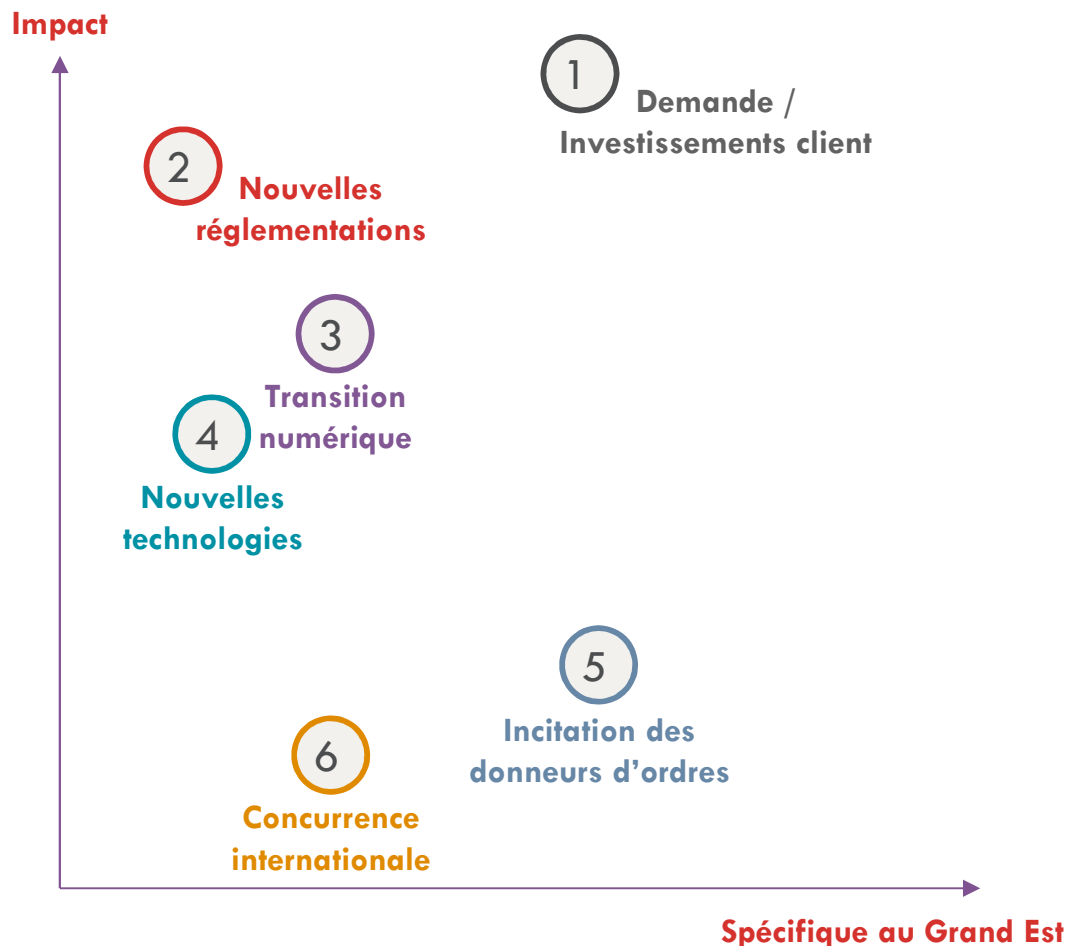 Impact
1
Demande /
Investissements client
2
Nouvelles
réglementations
3
Transition
numérique
4
Nouvelles
technologies
5
Incitation des
donneurs d’ordres
6
Concurrence
internationale
Spécifique au Grand Est